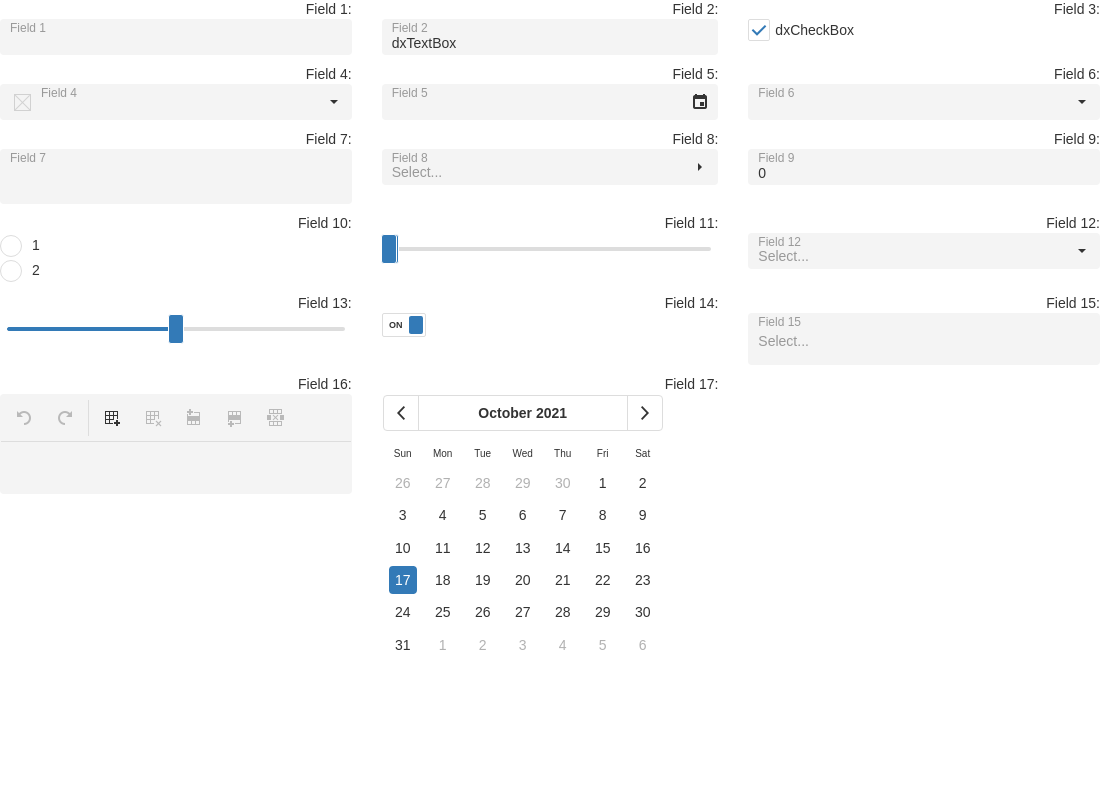 Field 1:
Field 1
Field 2:
Field 2
dxTextBox
Field 3:
dxCheckBox
Field 4:
Field 4
Field 5:
Field 5
Field 6:
Field 6
Field 7:
Field 7
Field 8:
Field 8
Select...
Field 9:
Field 9
0
Field 10:
1
2
Field 11:
Field 12:
Field 12
Select...
Field 13:
Field 14:
ON
Field 15:
Field 15
Select...
Field 16:
Field 17:
October 2021
Sun Mon Tue Wed Thu Fri Sat
26 27 28 29 30 1 2
3 4 5 6 7 8 9
10 11 12 13 14 15 16
17 18 19 20 21 22 23
24 25 26 27 28 29 30
31 1 2 3 4 5 6